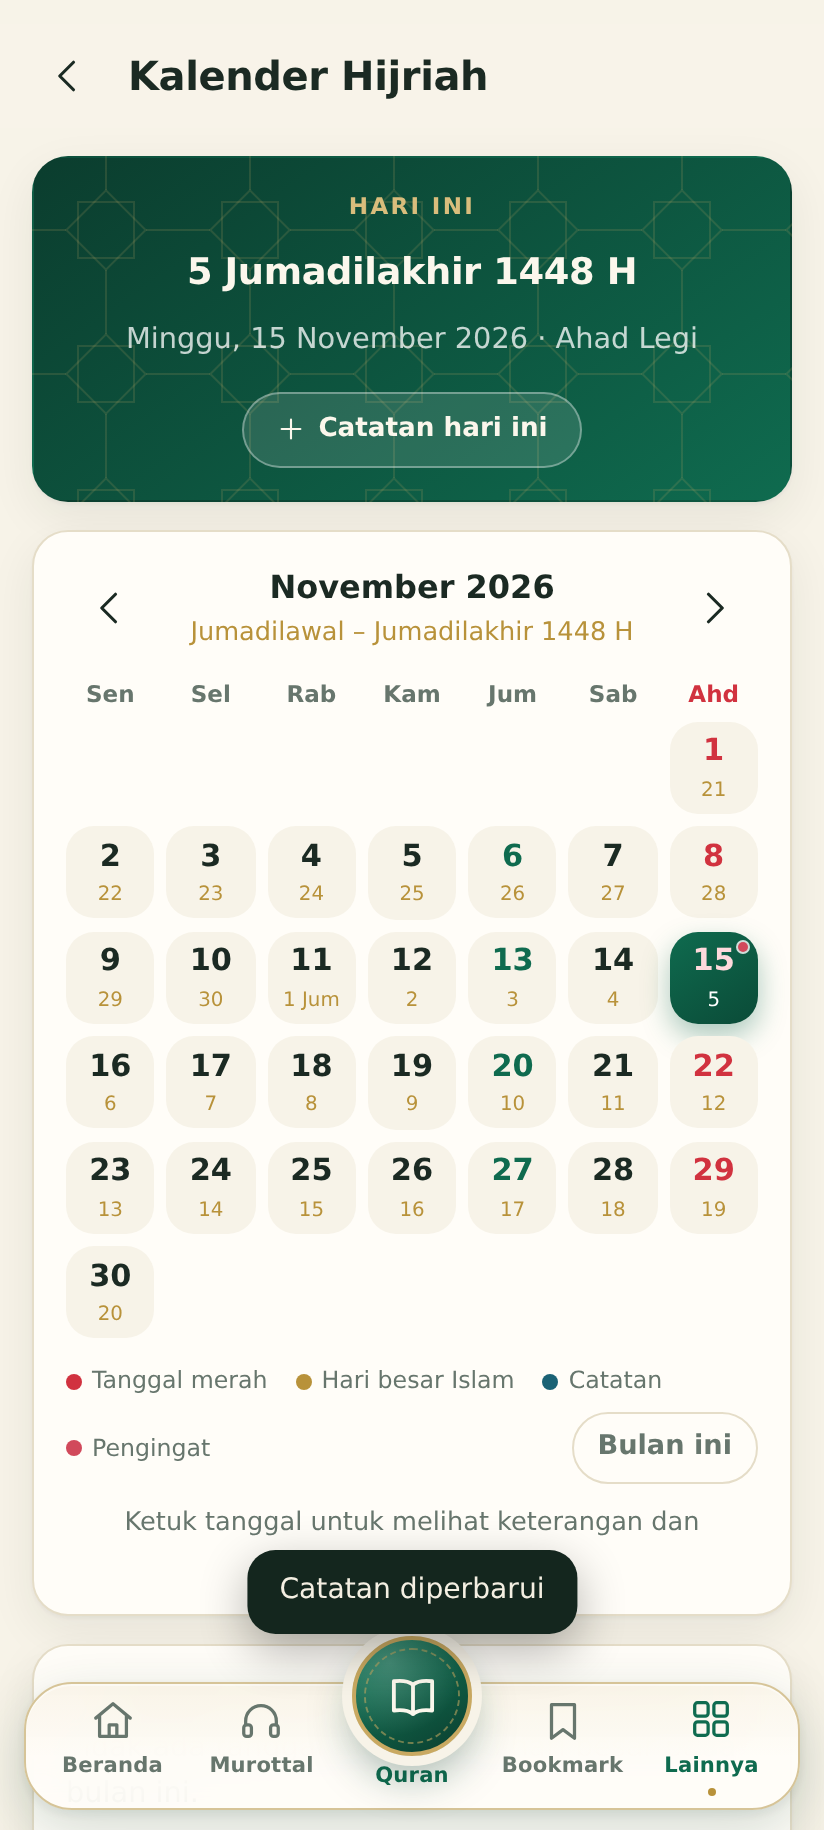 Kalender Hijriah
HARI INI
5 Jumadilakhir 1448 H
Minggu, 15 November 2026 · Ahad Legi
+ Catatan hari ini
November 2026
Jumadilawal – Jumadilakhir 1448 H
Sen Sel Rab Kam Jum Sab Ahd
1
21
2 3 4 5 6 7 8
22 23 24 25 26 27 28
9 10 11 12 13 14 15
29 30 1 Jum 2 3 4 5
16 17 18 19 20 21 22
6 7 8 9 10 11 12
23 24 25 26 27 28 29
13 14 15 16 17 18 19
30
20
Tanggal merah Hari besar Islam Catatan
Pengingat Bulan ini
Ketuk tanggal untuk melihat keterangan dan
Catatan diperbarui
Beranda Murottal Quran Bookmark Lainnya
bulan ini.